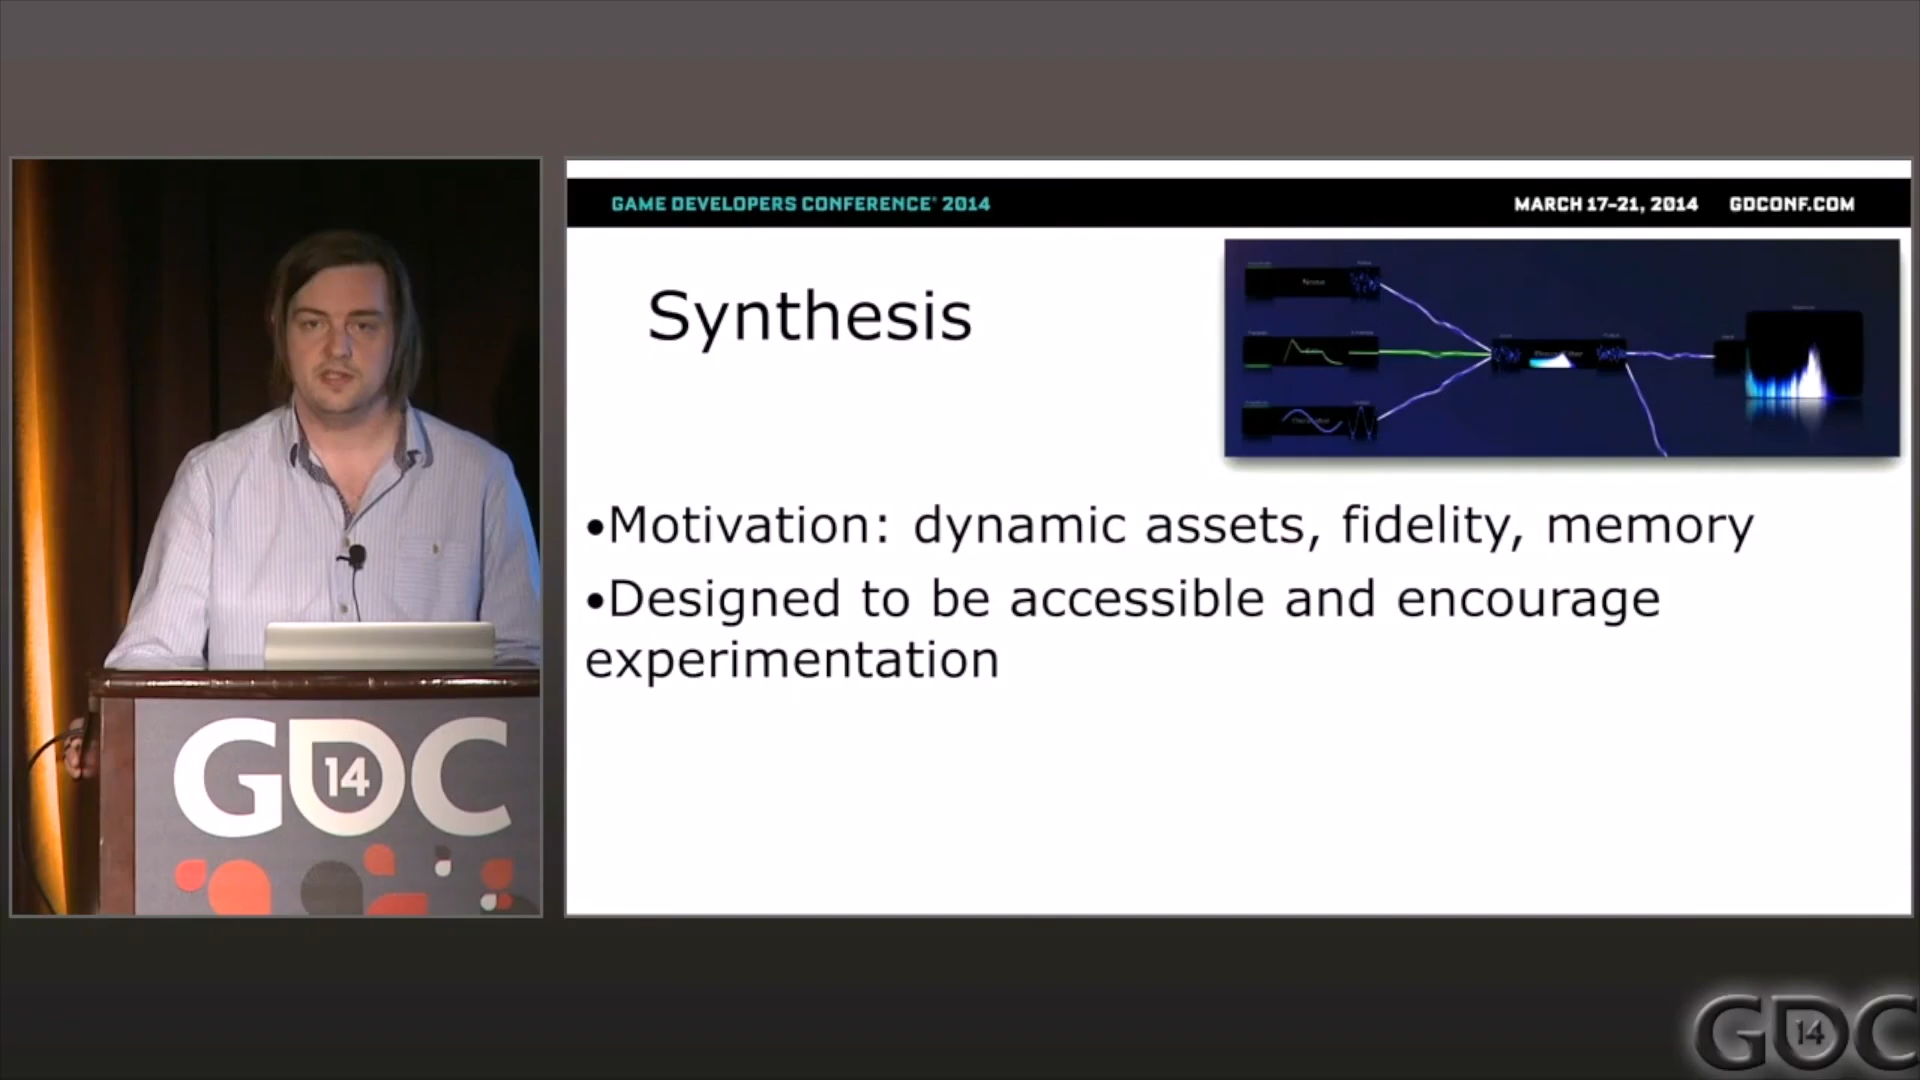 GAME DEVELOPERS CONFERENCE® 2014
MARCH 17-21, 2014 GDCONF.COM
Synthesis
Noise
•Motivation: dynamic assets, fidelity, memory
•Designed to be accessible and encourage
experimentation
GDC
14
GDC
14